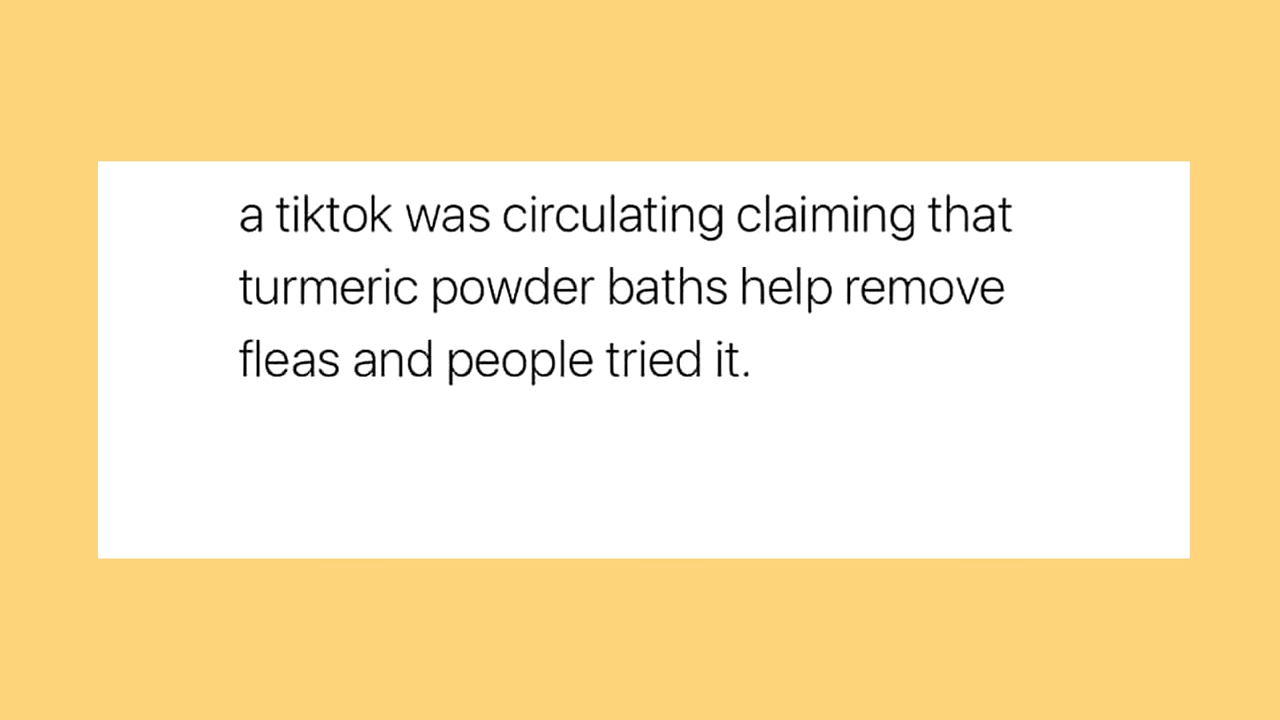 a tiktok was circulating claiming that
turmeric powder baths help remove
fleas and people tried it.